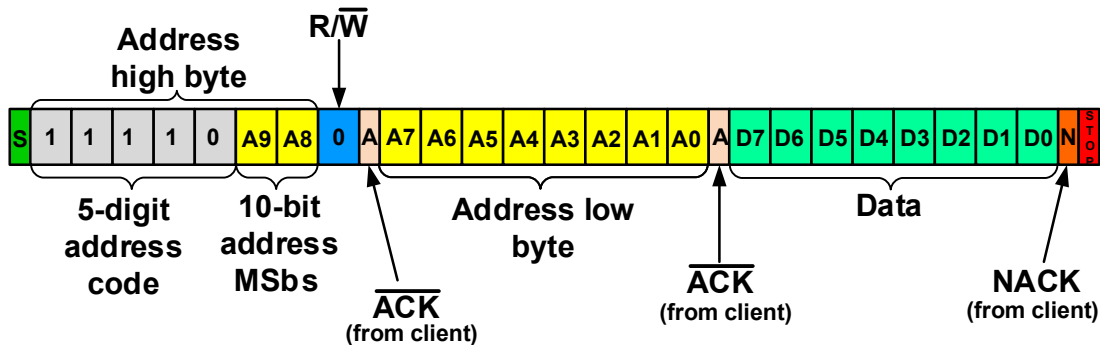 R/W̅
Address
high byte
S 1 1 1 1 0 A9 A8 0 A A7 A6 A5 A4 A3 A2 A1 A0 A D7 D6 D5 D4 D3 D2 D1 D0 N STOP
5-digit
address
code
10-bit
address
MSbs
Address low
byte
Data
A̅C̅K̅
(from client)
A̅C̅K̅
(from client)
NACK
(from client)